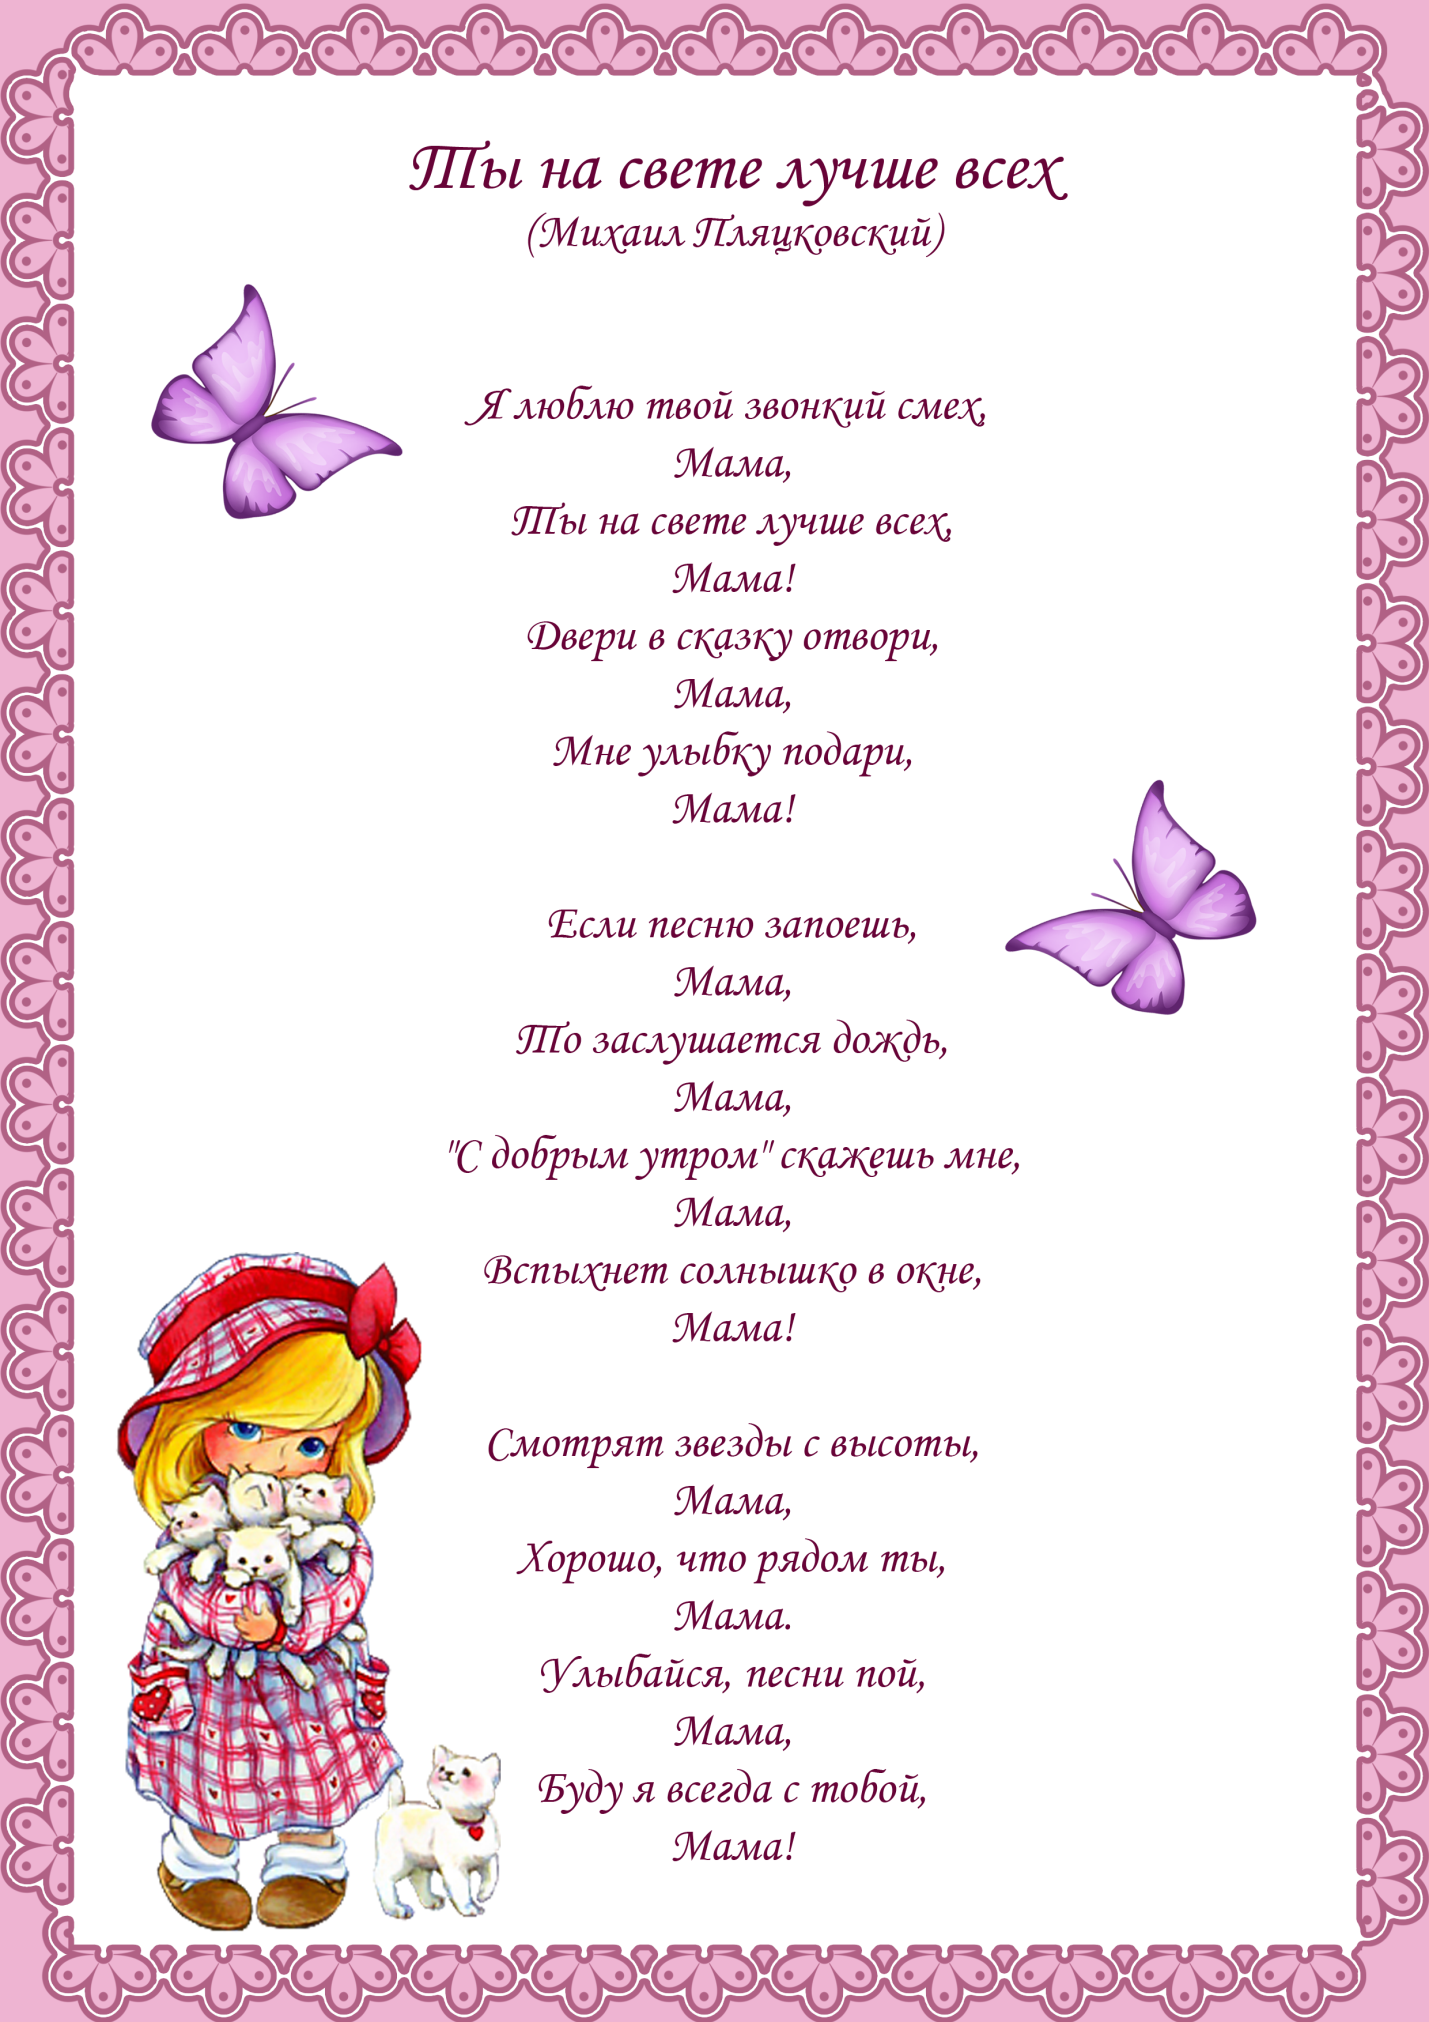 Ты на свете лучше всех
(Михаил Пляцковский)
Я люблю твой звонкий смех,
Мама,
Ты на свете лучше всех,
Мама!
Двери в сказку отвори,
Мама,
Мне улыбку подари,
Мама!
Если песню запоешь,
Мама,
То заслушается дождь,
Мама,
"С добрым утром" скажешь мне,
Мама,
Вспыхнет солнышко в окне,
Мама!
Смотрят звезды с высоты,
Мама,
Хорошо, что рядом ты,
Мама.
Улыбайся, песни пой,
Мама,
Буду я всегда с тобой,
Мама!